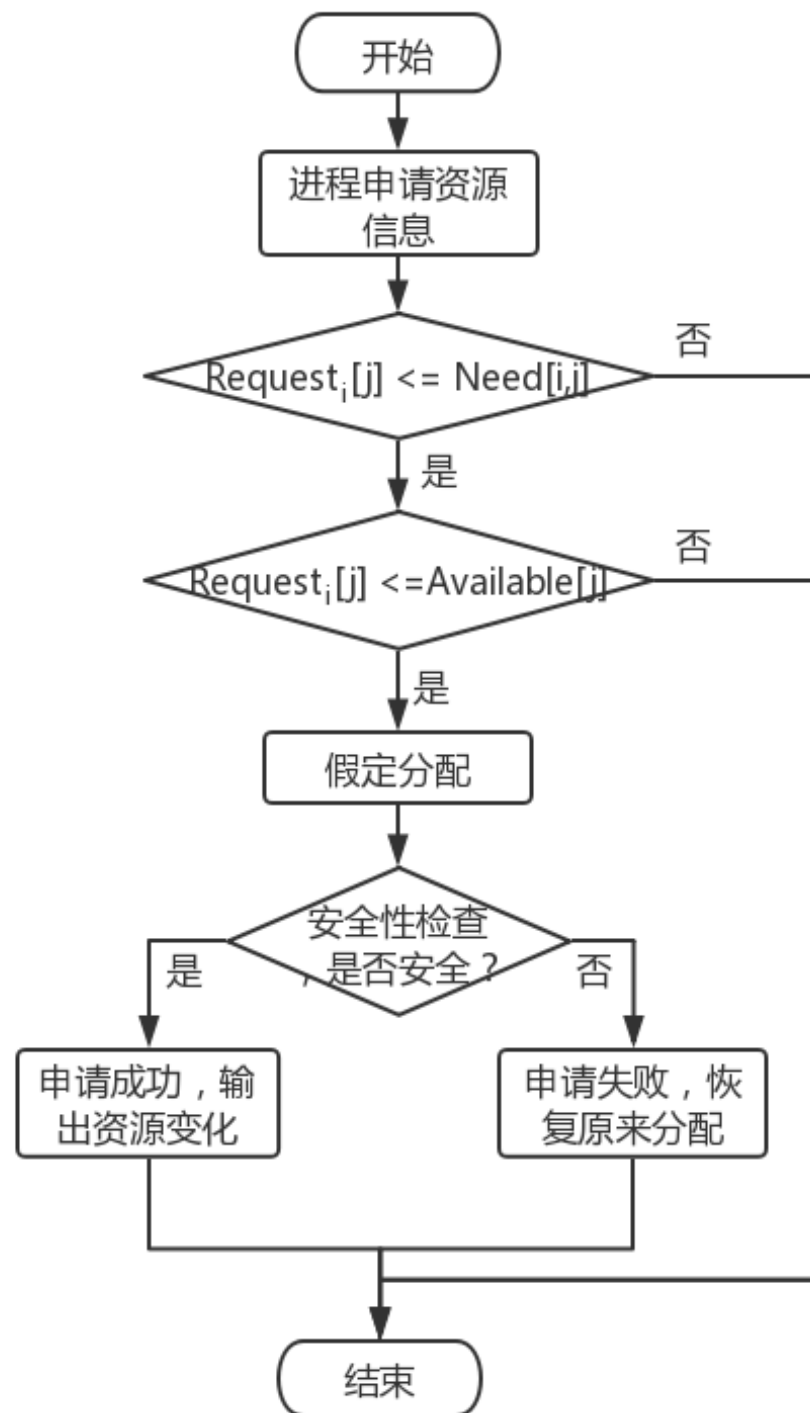 开始
进程申请资源
信息
否
Requestᵢ[j] <= Need[i,j]
是
否
Requestᵢ[j] <=Available[j]
是
假定分配
安全性检查
，是否安全？
是
否
申请成功，输
出资源变化
申请失败，恢
复原来分配
结束